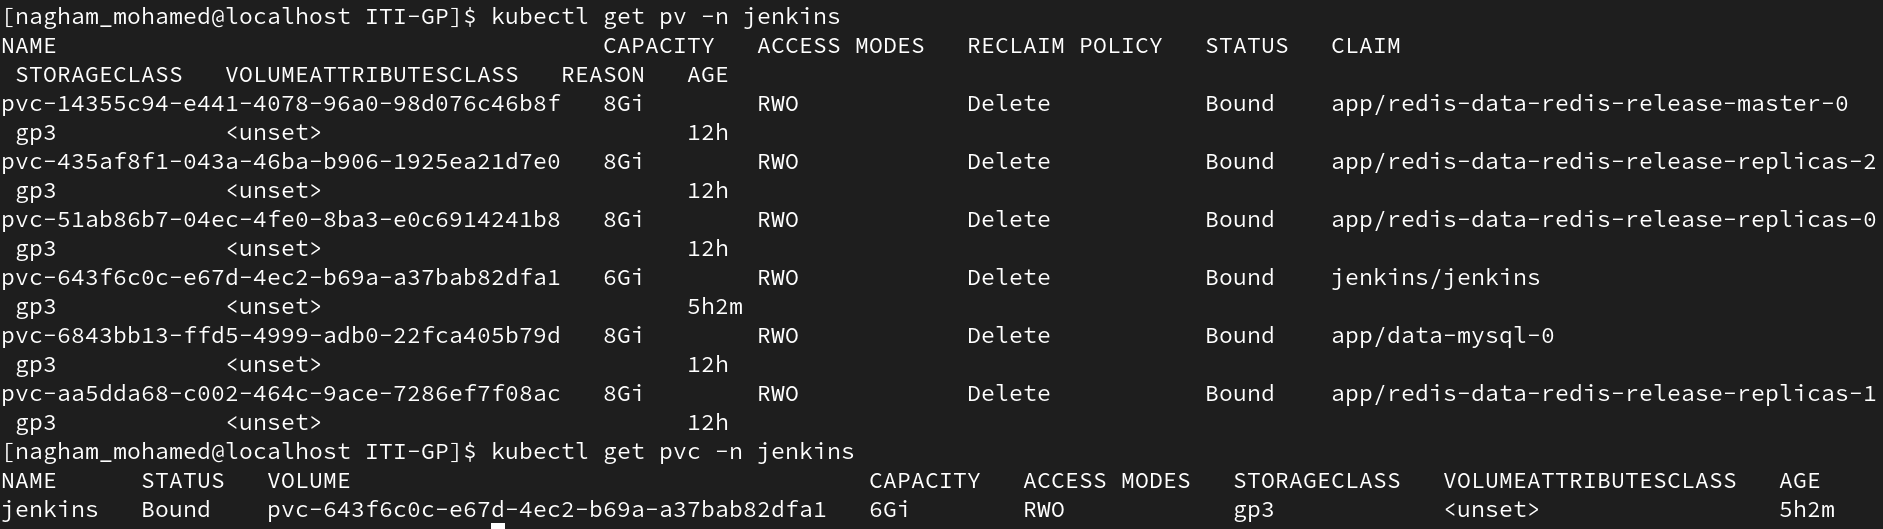 [nagham_mohamed@localhost ITI-GP]$ kubectl get pv -n jenkins
NAME                                       CAPACITY   ACCESS MODES   RECLAIM POLICY   STATUS   CLAIM
 STORAGECLASS   VOLUMEATTRIBUTESCLASS   REASON   AGE
pvc-14355c94-e441-4078-96a0-98d076c46b8f   8Gi        RWO            Delete           Bound    app/redis-data-redis-release-master-0
 gp3            <unset>                          12h
pvc-435af8f1-043a-46ba-b906-1925ea21d7e0   8Gi        RWO            Delete           Bound    app/redis-data-redis-release-replicas-2
 gp3            <unset>                          12h
pvc-51ab86b7-04ec-4fe0-8ba3-e0c6914241b8   8Gi        RWO            Delete           Bound    app/redis-data-redis-release-replicas-0
 gp3            <unset>                          12h
pvc-643f6c0c-e67d-4ec2-b69a-a37bab82dfa1   6Gi        RWO            Delete           Bound    jenkins/jenkins
 gp3            <unset>                          5h2m
pvc-6843bb13-ffd5-4999-adb0-22fca405b79d   8Gi        RWO            Delete           Bound    app/data-mysql-0
 gp3            <unset>                          12h
pvc-aa5dda68-c002-464c-9ace-7286ef7f08ac   8Gi        RWO            Delete           Bound    app/redis-data-redis-release-replicas-1
 gp3            <unset>                          12h
[nagham_mohamed@localhost ITI-GP]$ kubectl get pvc -n jenkins
NAME      STATUS   VOLUME                                     CAPACITY   ACCESS MODES   STORAGECLASS   VOLUMEATTRIBUTESCLASS   AGE
jenkins   Bound    pvc-643f6c0c-e67d-4ec2-b69a-a37bab82dfa1   6Gi        RWO            gp3            <unset>                 5h2m